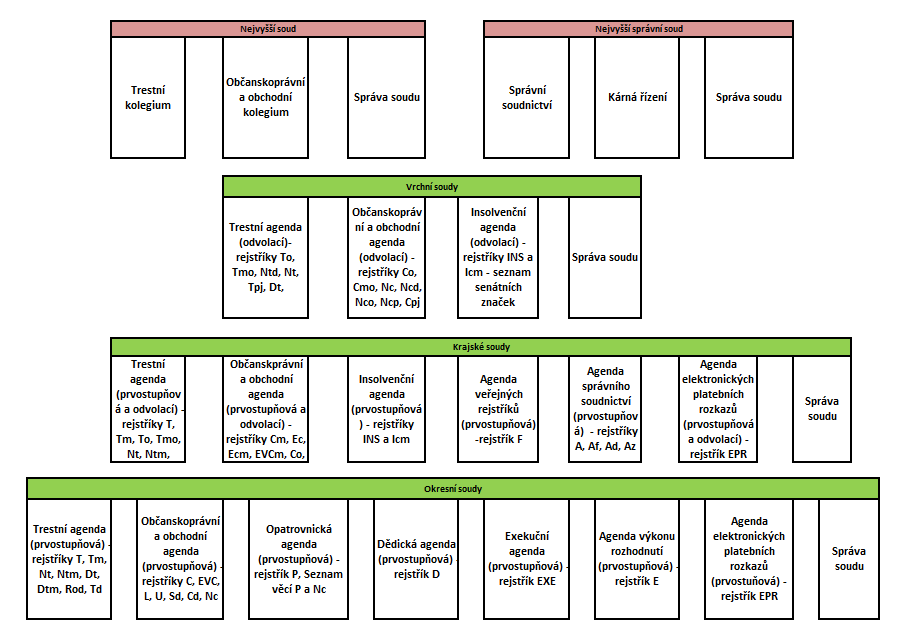 Nejvyšší soud
Trestní
kolegium
Občanskoprávní
a obchodní
kolegium
Správa soudu
Nejvyšší správní soud
Správní
soudnictví
Kárná řízení
Správa soudu
Vrchní soudy
Trestní agenda
(odvolací)-
rejstříky To,
Tmo, Ntd, Nt,
Tpj, Dt,
Občanskopráv
ní a obchodní
agenda
(odvolací) -
rejstříky Co,
Cmo, Nc, Ncd,
Nco, Ncp, Cpj
Insolvenční
agenda
(odvolací) -
rejstříky INS a
Icm - seznam
senátních
značek
Správa soudu
Krajské soudy
Trestní
agenda
(prvostupňov
á a odvolací) -
rejstříky T,
Tm, To, Tmo,
Nt, Ntm,
Občanskprávní
a obchodní
agenda
(prvostupňová a
odvolací) -
rejstříky Cm, Ec,
Ecm, EVCm, Co,
Insolvenční
agenda
(prvostupňová
) - rejstříky
INS a Icm
Agenda
veřejných
rejstříků
(prvostupňová)
-rejstřík F
Agenda
správního
soudnictví
(prvostupňov
á) - rejstříky
A, Af, Ad, Az
Agenda
elektronických
platebních
rozkazů
(prvostupňová
a odvolací) -
rejstřík EPR
Správa
soudu
Okresní soudy
Trestní agenda
(prvostupňová) -
rejstříky T, Tm,
Nt, Ntm, Dt,
Dtm, Rod, Td
Občanskoprávní
a obchodní
agenda
(prvostupňová) -
rejstříky C, EVC,
L, U, Sd, Cd, Nc
Opatrovnická
agenda
(prvostupňová) -
rejstřík P, Seznam
věcí P a Nc
Dědická agenda
(prvostupňová) -
rejstřík D
Exekuční
agenda
(prvostupňová) -
rejstřík EXE
Agenda výkonu
rozhodnutí
(prvostupňová) -
rejstřík E
Agenda
elektronických
platebních
rozkazů
(prvostuňová) -
rejstřík EPR
Správa
soudu